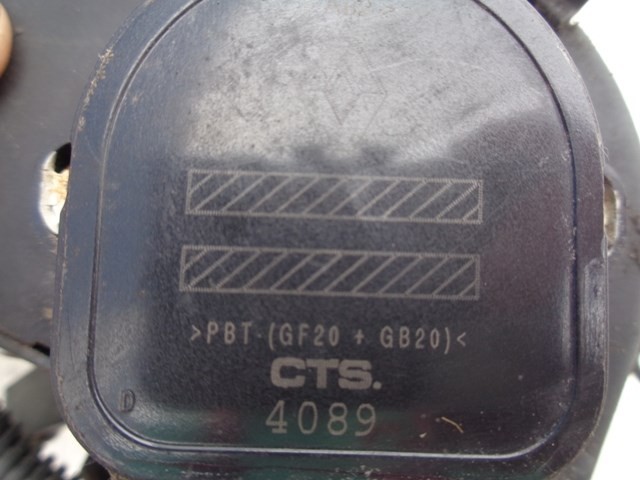 >PBT-(GF20 + GB20)<
CTS.
D
4089